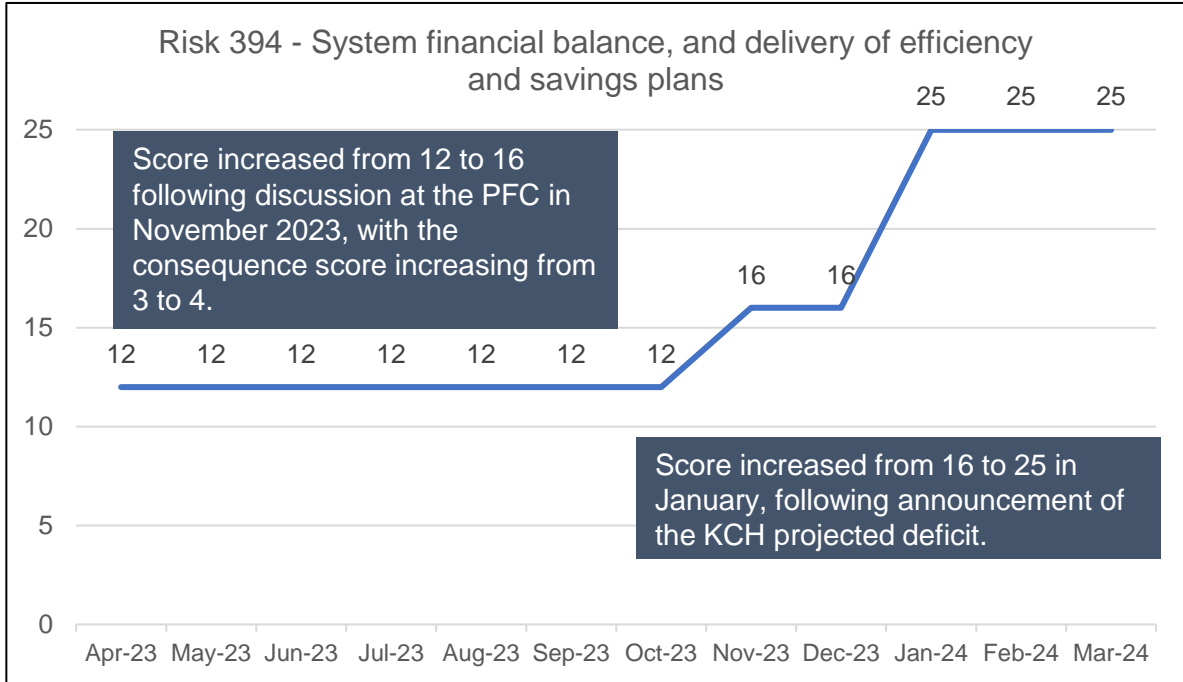 Risk 394 - System financial balance, and delivery of efficiency
and savings plans
25 25 25
25
Score increased from 12 to 16
following discussion at the PFC in
November 2023, with the
consequence score increasing from
3 to 4.
20
16 16
15
12 12 12 12 12 12 12
10
Score increased from 16 to 25 in
January, following announcement of
the KCH projected deficit.
5
0
Apr-23 May-23 Jun-23 Jul-23 Aug-23 Sep-23 Oct-23 Nov-23 Dec-23 Jan-24 Feb-24 Mar-24